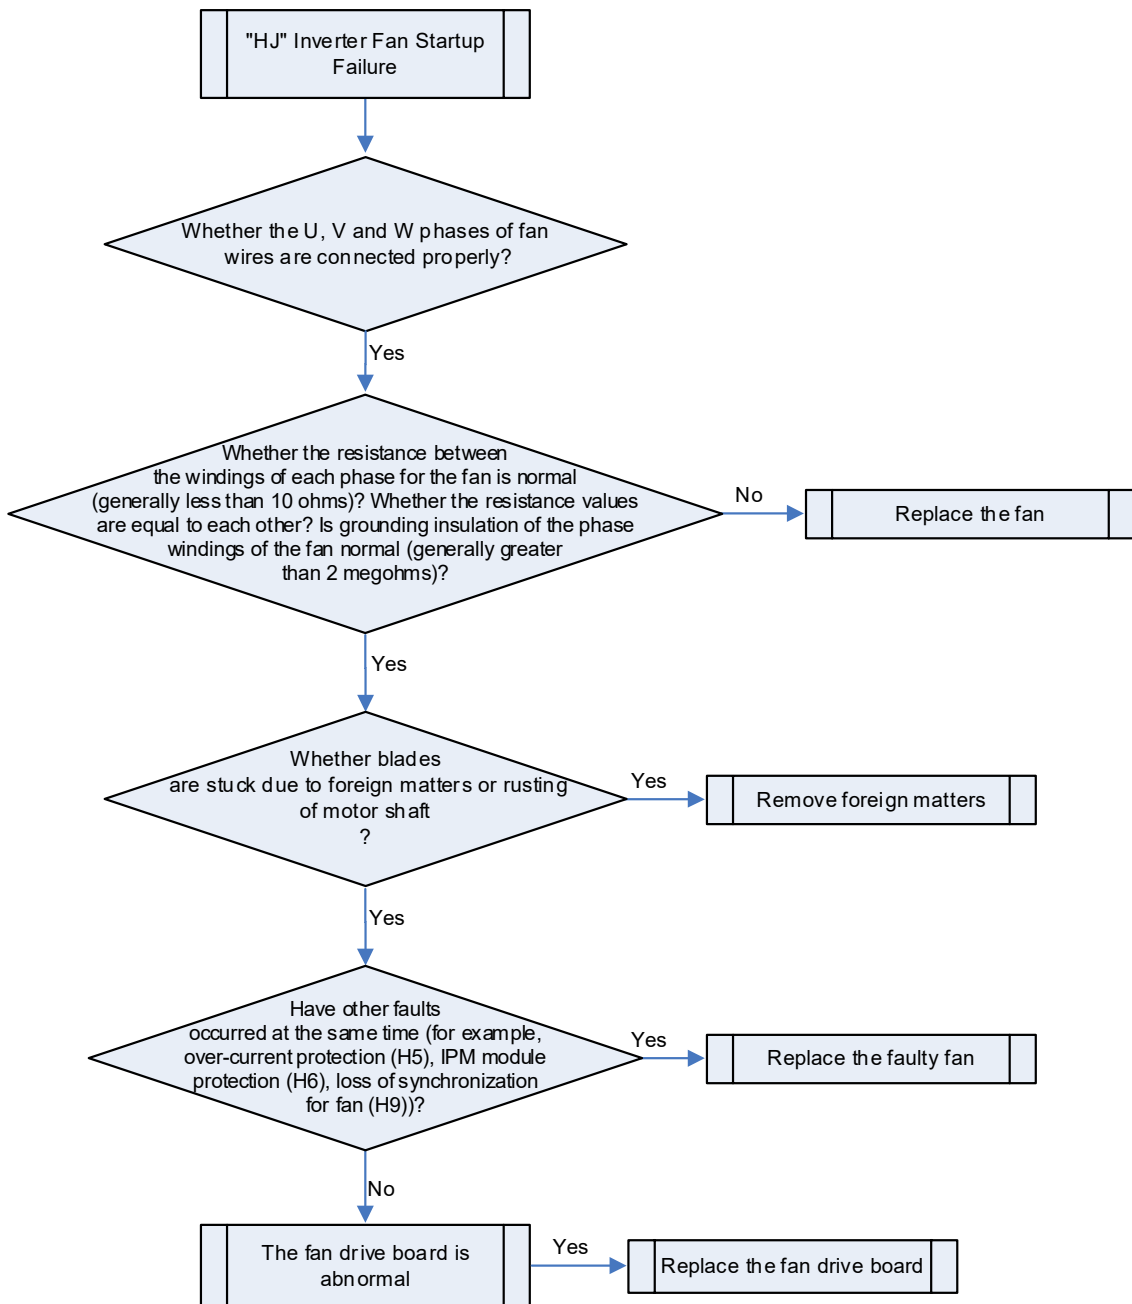 "HJ" Inverter Fan Startup
Failure
Whether the U, V and W phases of fan
wires are connected properly?
Yes
Whether the resistance between
the windings of each phase for the fan is normal
(generally less than 10 ohms)? Whether the resistance values
are equal to each other? Is grounding insulation of the phase
windings of the fan normal (generally greater
than 2 megohms)?
No
Replace the fan
Yes
Whether blades
are stuck due to foreign matters or rusting
of motor shaft
?
Yes
Remove foreign matters
Yes
Have other faults
occurred at the same time (for example,
over-current protection (H5), IPM module
protection (H6), loss of synchronization
for fan (H9))?
Yes
Replace the faulty fan
No
The fan drive board is
abnormal
Yes
Replace the fan drive board